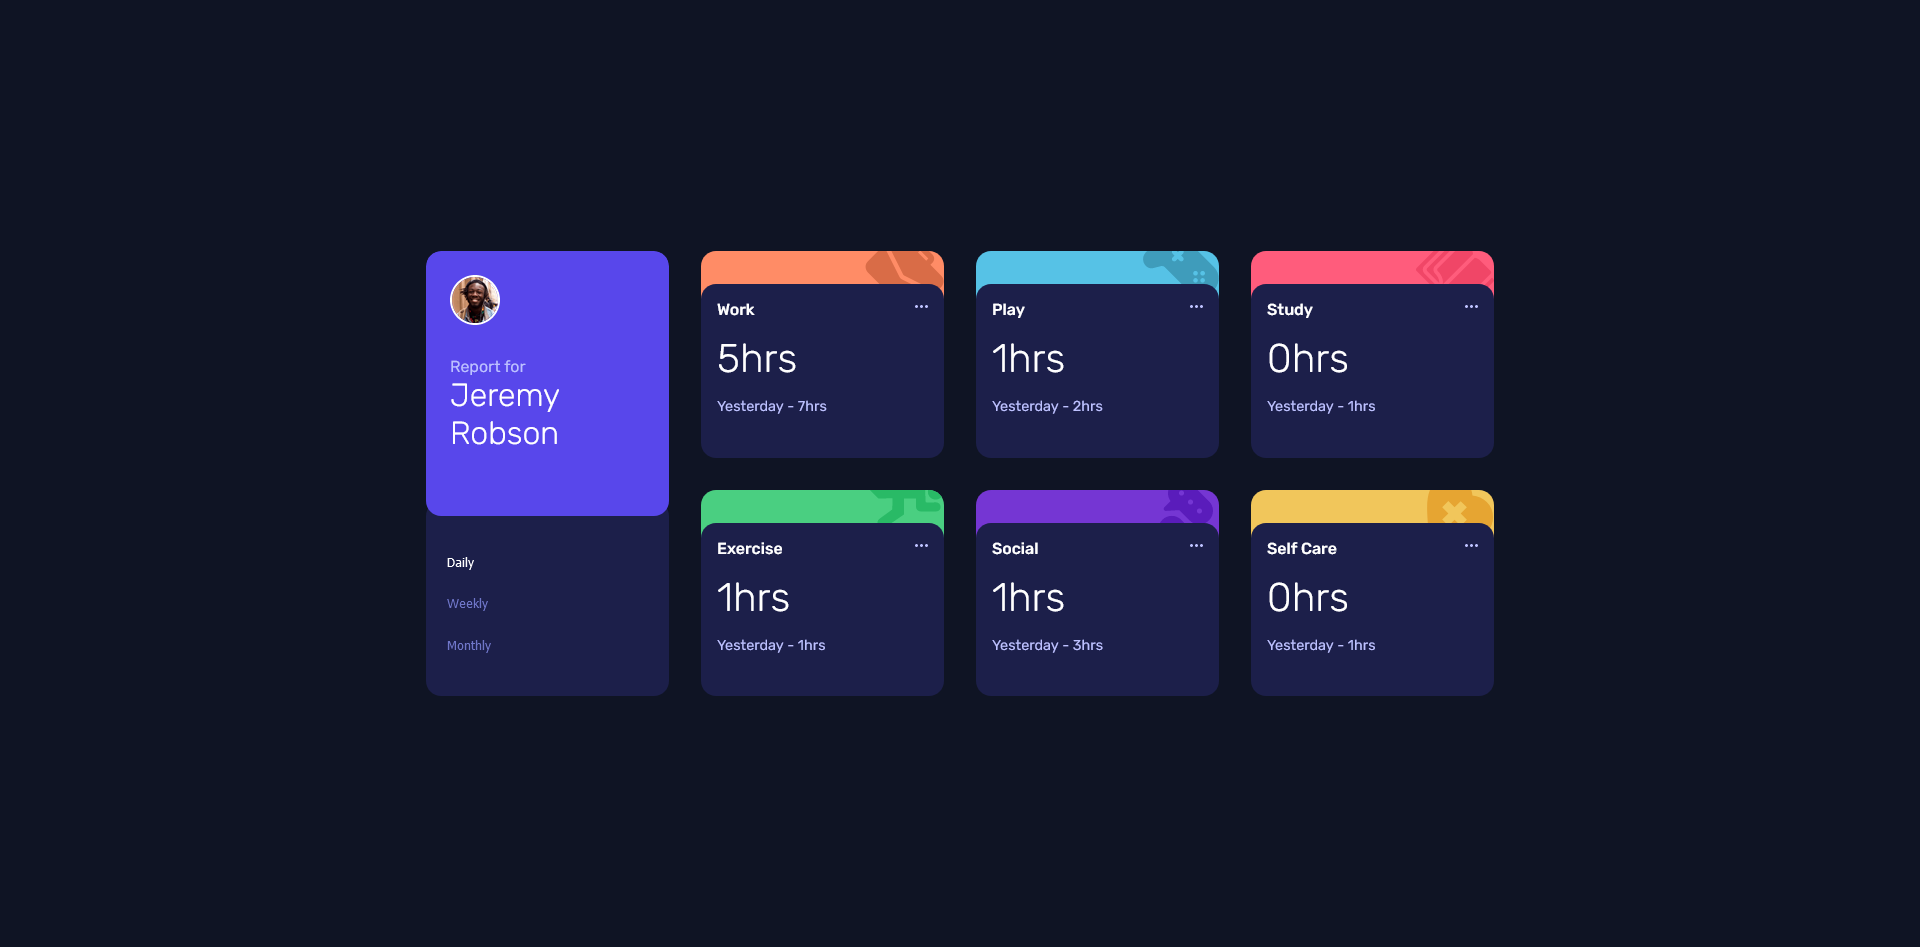 Report for
Jeremy
Robson
Daily
Weekly
Monthly
Work
5hrs
Yesterday - 7hrs
Play
1hrs
Yesterday - 2hrs
Study
0hrs
Yesterday - 1hrs
Exercise
1hrs
Yesterday - 1hrs
Social
1hrs
Yesterday - 3hrs
Self Care
0hrs
Yesterday - 1hrs